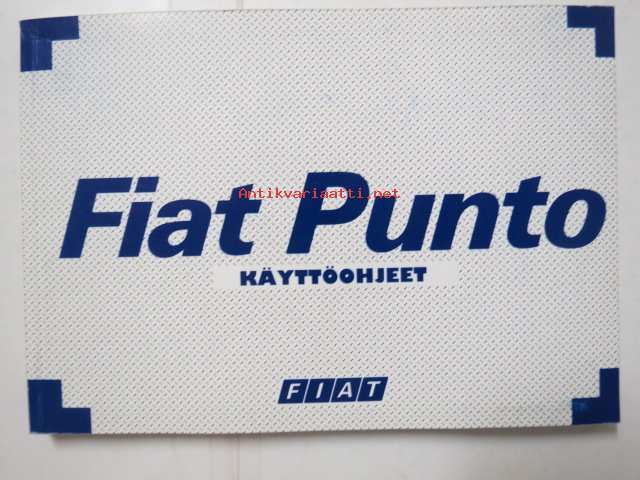 Antikvariaatti.net
Fiat Punto
KÄYTTÖOHJEET
FIAT